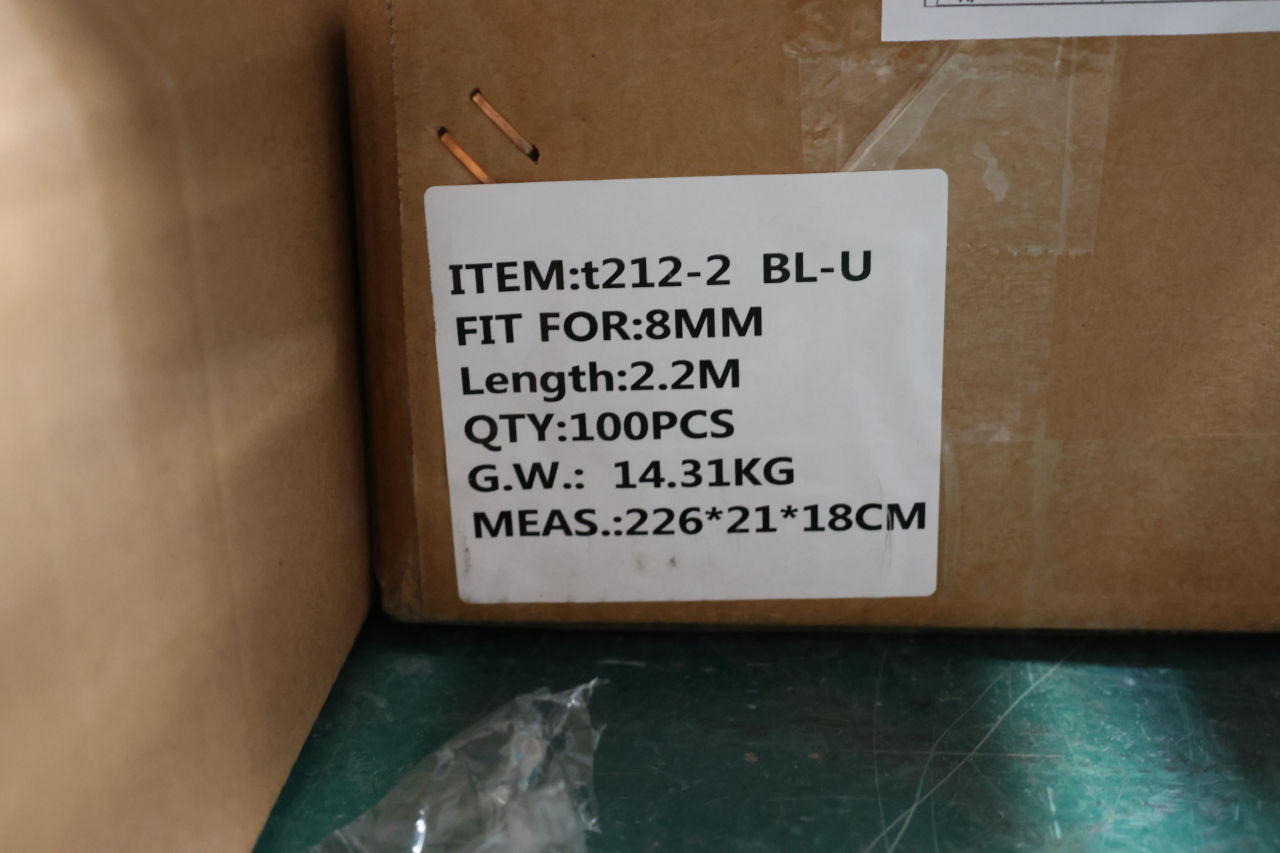 ITEM:t212-2 BL-U
FIT FOR:8MM
Length:2.2M
QTY:100PCS
G.W.: 14.31KG
MEAS.:226*21*18CM